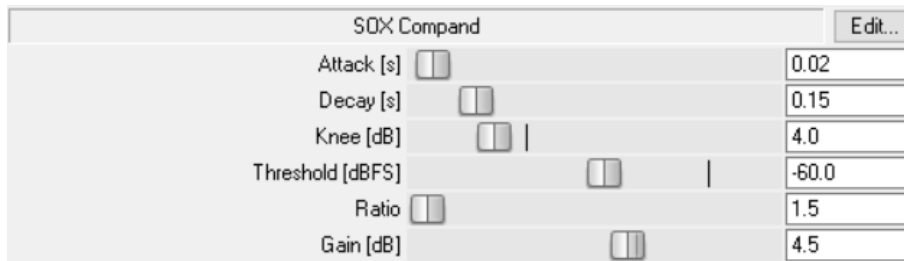 SOX Compand Edit...
Attack [s] 0.02
Decay [s] 0.15
Knee [dB] 4.0
Threshold [dBFS] -60.0
Ratio 1.5
Gain [dB] 4.5